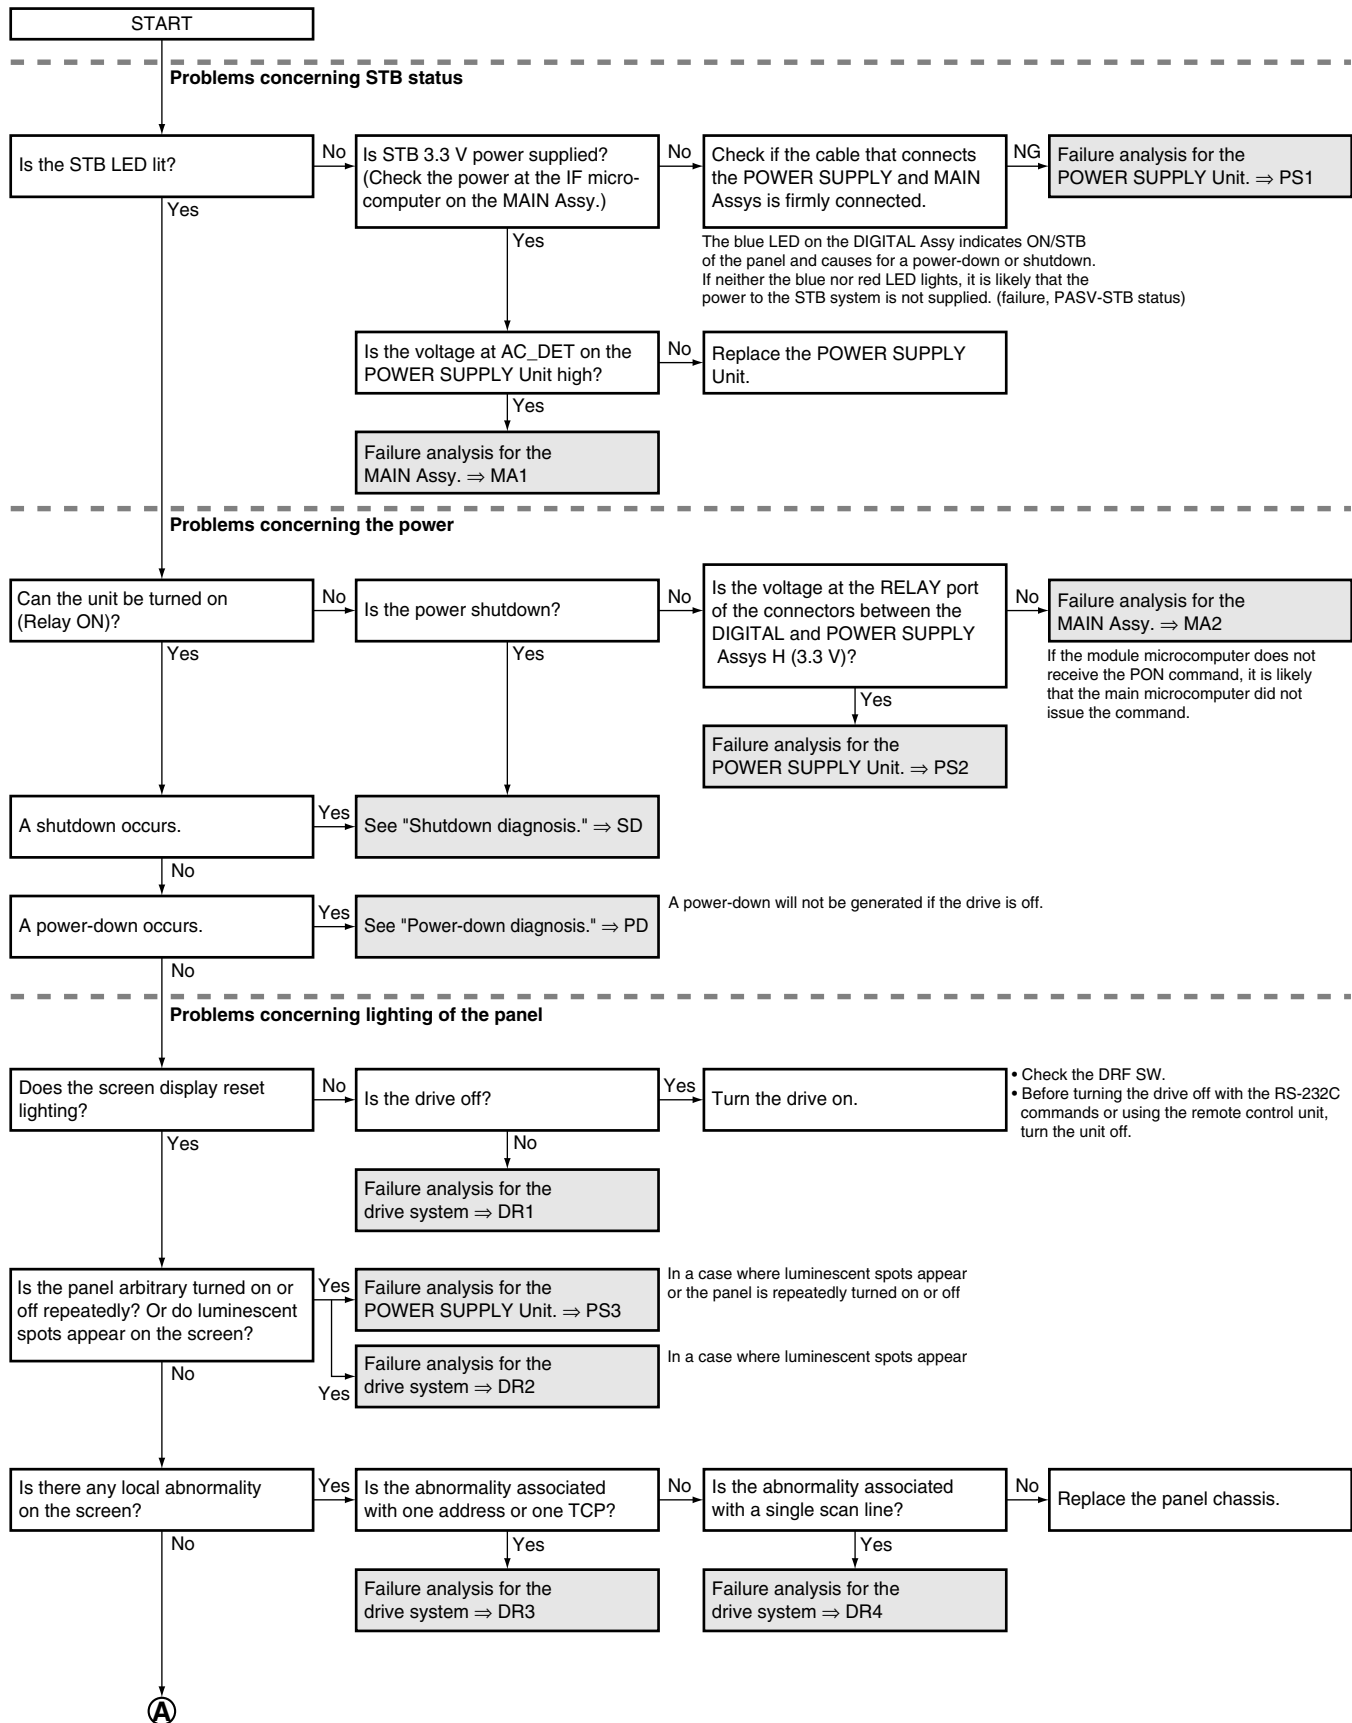 START
Problems concerning STB status
Is the STB LED lit?
No
Yes
Is STB 3.3 V power supplied?
(Check the power at the IF micro-
computer on the MAIN Assy.)
No
Yes
Check if the cable that connects
the POWER SUPPLY and MAIN
Assys is firmly connected.
NG
Failure analysis for the
POWER SUPPLY Unit. ⇒ PS1
The blue LED on the DIGITAL Assy indicates ON/STB
of the panel and causes for a power-down or shutdown.
If neither the blue nor red LED lights, it is likely that the
power to the STB system is not supplied. (failure, PASV-STB status)
Is the voltage at AC_DET on the
POWER SUPPLY Unit high?
No
Yes
Replace the POWER SUPPLY
Unit.
Failure analysis for the
MAIN Assy. ⇒ MA1
Problems concerning the power
Can the unit be turned on
(Relay ON)?
No
Yes
Is the power shutdown?
No
Yes
Is the voltage at the RELAY port
of the connectors between the
DIGITAL and POWER SUPPLY
Assys H (3.3 V)?
No
Yes
Failure analysis for the
MAIN Assy. ⇒ MA2
If the module microcomputer does not
receive the PON command, it is likely
that the main microcomputer did not
issue the command.
Failure analysis for the
POWER SUPPLY Unit. ⇒ PS2
A shutdown occurs.
Yes
No
See "Shutdown diagnosis." ⇒ SD
A power-down occurs.
Yes
No
See "Power-down diagnosis." ⇒ PD
A power-down will not be generated if the drive is off.
Problems concerning lighting of the panel
Does the screen display reset
lighting?
No
Yes
Is the drive off?
Yes
No
Turn the drive on.
• Check the DRF SW.
• Before turning the drive off with the RS-232C
commands or using the remote control unit,
turn the unit off.
Failure analysis for the
drive system ⇒ DR1
Is the panel arbitrary turned on or
off repeatedly? Or do luminescent
spots appear on the screen?
Yes
No
Failure analysis for the
POWER SUPPLY Unit. ⇒ PS3
In a case where luminescent spots appear
or the panel is repeatedly turned on or off
Yes
Failure analysis for the
drive system ⇒ DR2
In a case where luminescent spots appear
Is there any local abnormality
on the screen?
Yes
No
Is the abnormality associated
with one address or one TCP?
No
Yes
Is the abnormality associated
with a single scan line?
No
Yes
Replace the panel chassis.
Failure analysis for the
drive system ⇒ DR3
Failure analysis for the
drive system ⇒ DR4
A